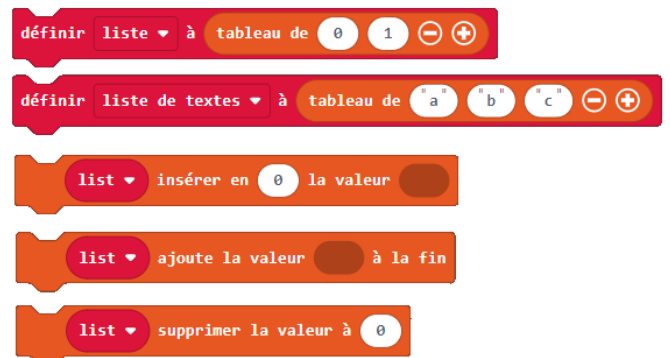 définir liste à tableau de 0 1
définir liste de textes à tableau de "a" "b" "c"
list insérer en 0 la valeur
list ajoute la valeur à la fin
list supprimer la valeur à 0